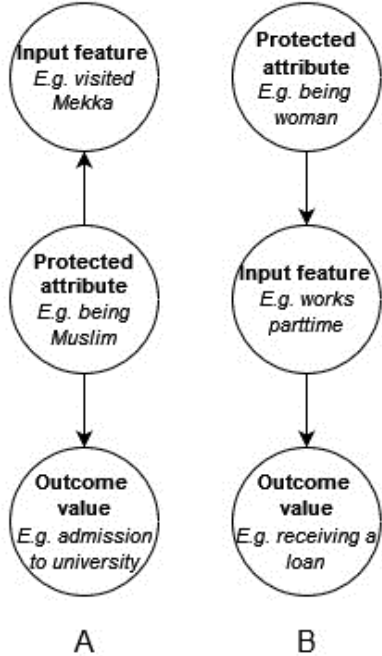 Input feature
E.g. visited
Mekka
Protected
attribute
E.g. being
Muslim
Outcome
value
E.g. admission
to university
A
Protected
attribute
E.g. being
woman
Input feature
E.g. works
parttime
Outcome
value
E.g. receiving a
loan
B